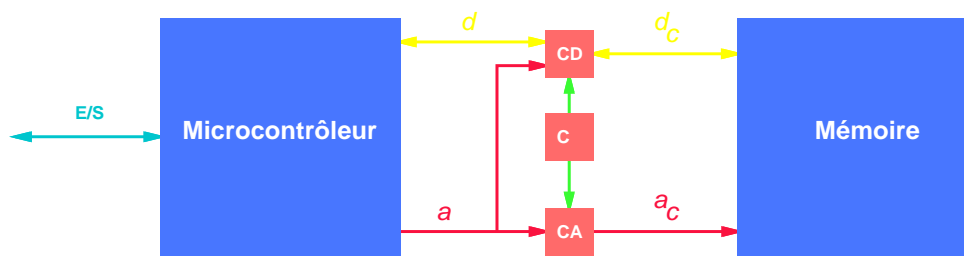 d
d_c
CD
E/S
Microcontrôleur
C
Mémoire
a
a_c
CA